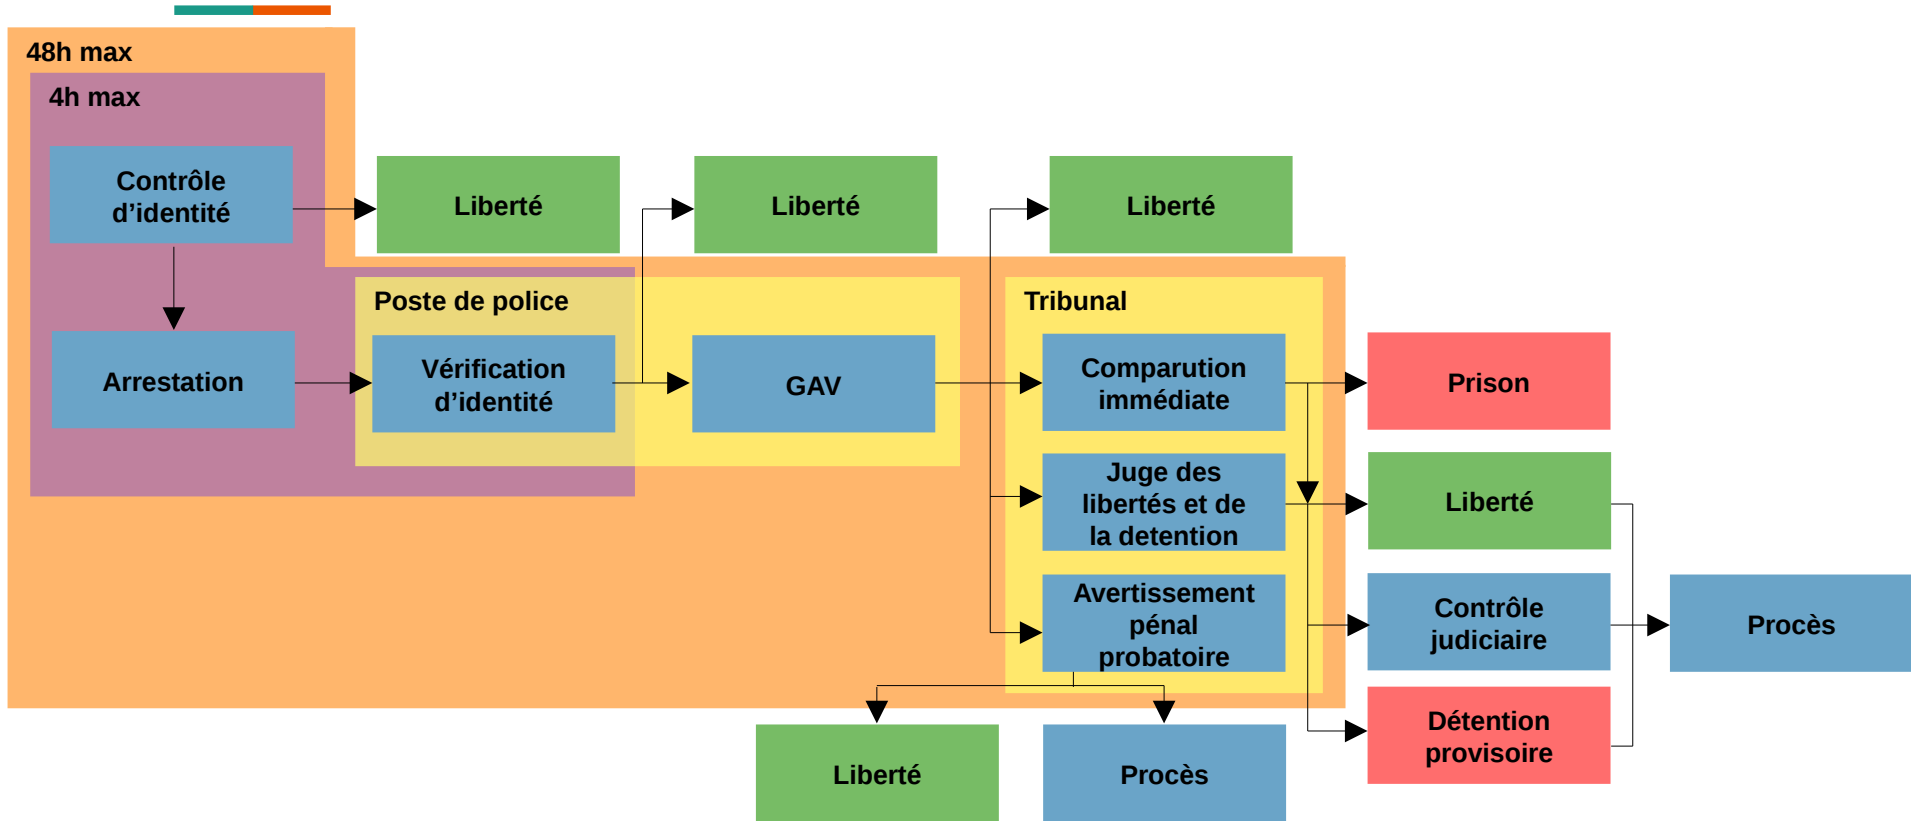 48h max
4h max
Contrôle
d’identité
Liberté
Liberté
Liberté
Poste de police
Tribunal
Arrestation
Vérification
d’identité
GAV
Comparution
immédiate
Prison
Juge des
libertés et de
la detention
Liberté
Avertissement
pénal
probatoire
Contrôle
judiciaire
Procès
Détention
provisoire
Liberté
Procès